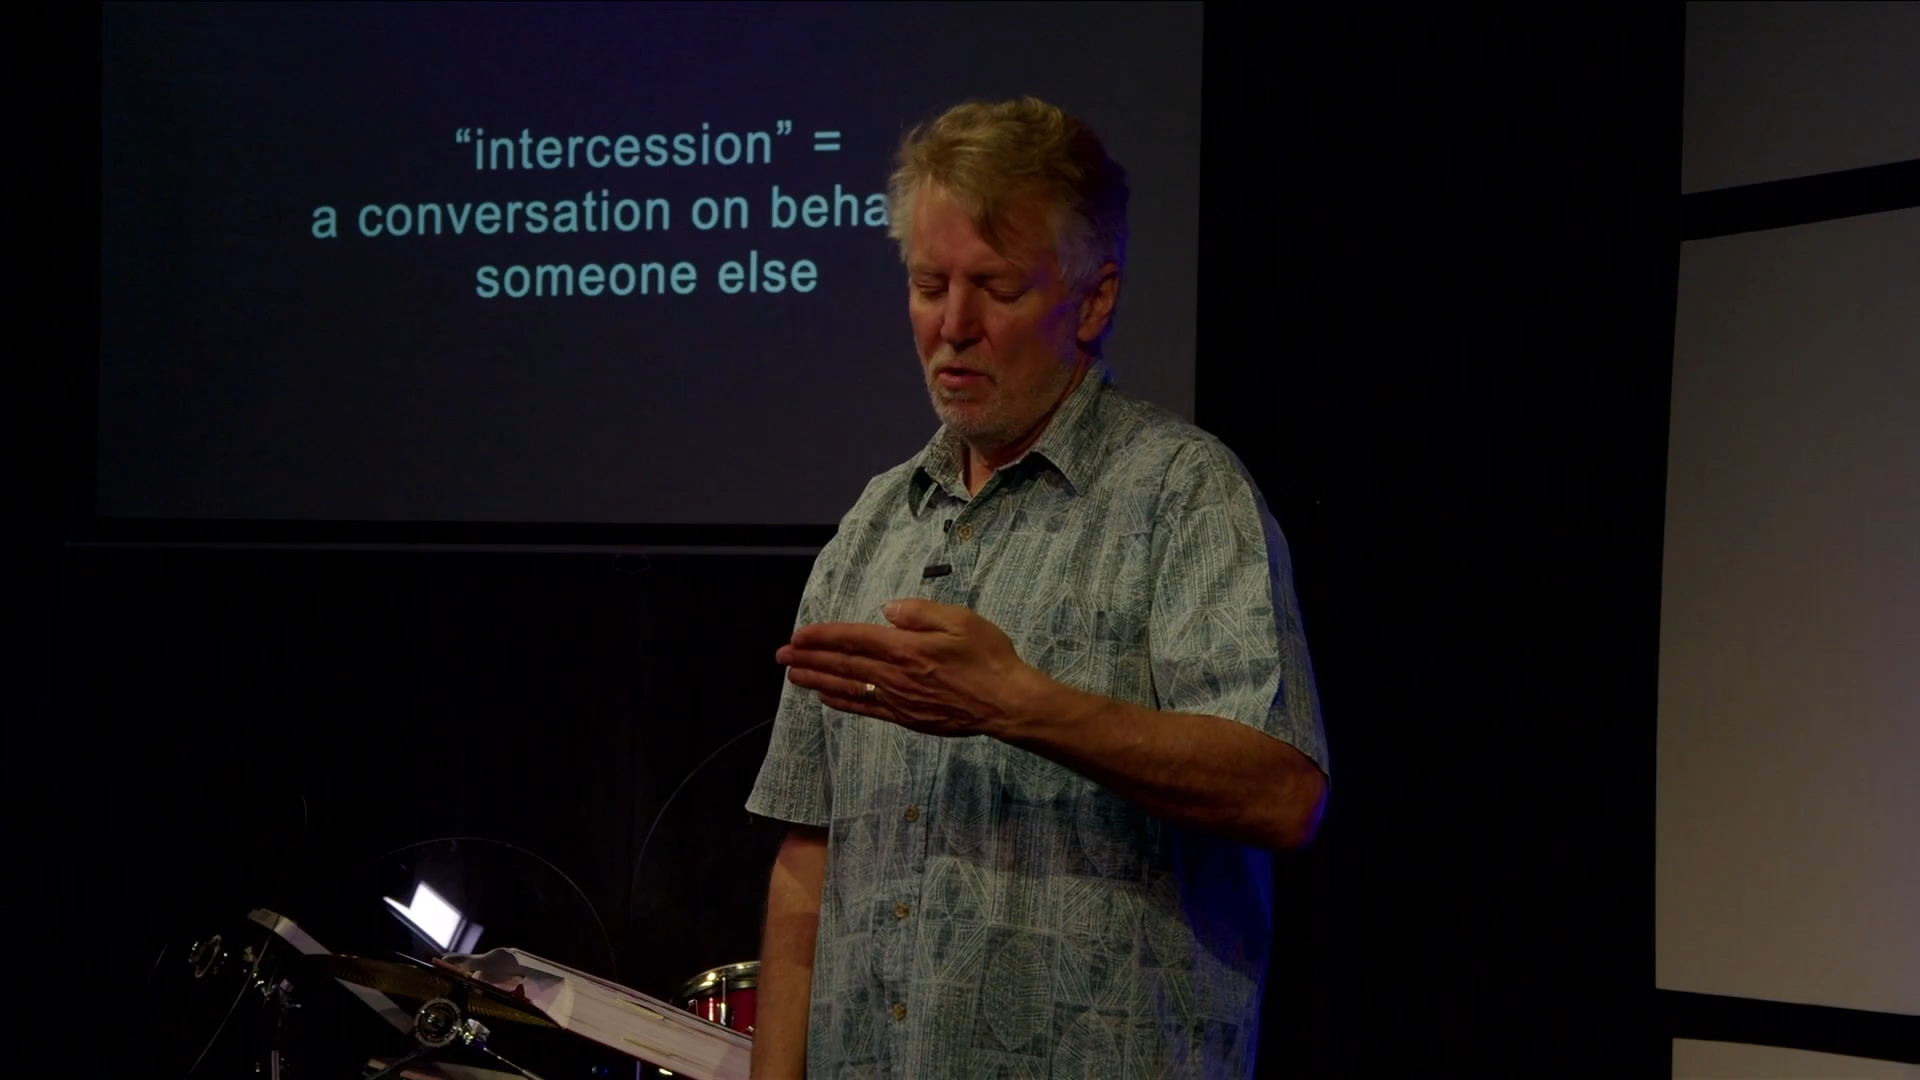 “intercession” =
a conversation on beha
someone else